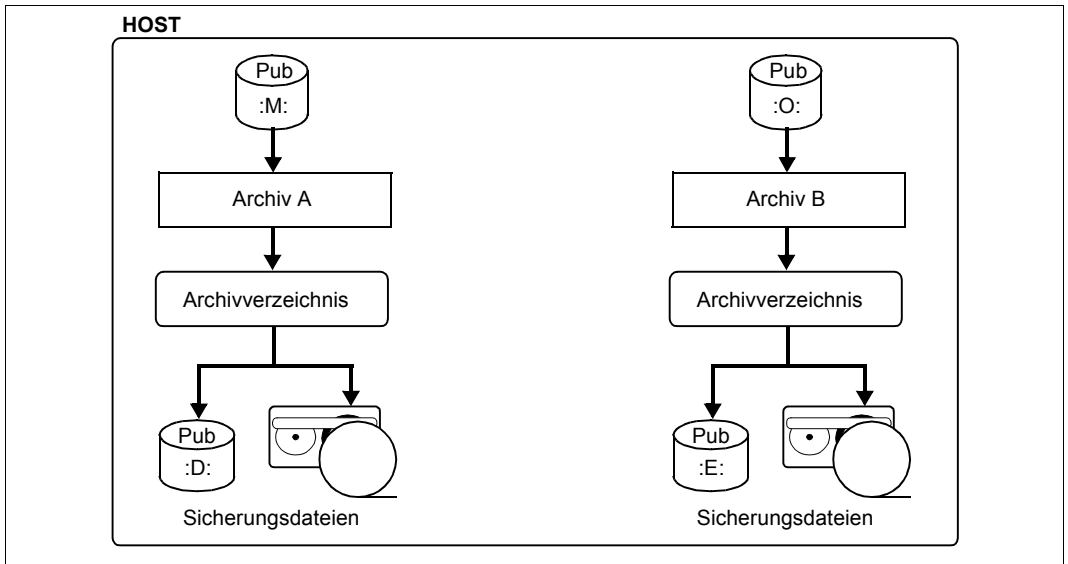 HOST
Pub
:M:
Pub
:O:
Archiv A
Archiv B
Archivverzeichnis
Archivverzeichnis
Pub
:D:
Pub
:E:
Sicherungsdateien
Sicherungsdateien